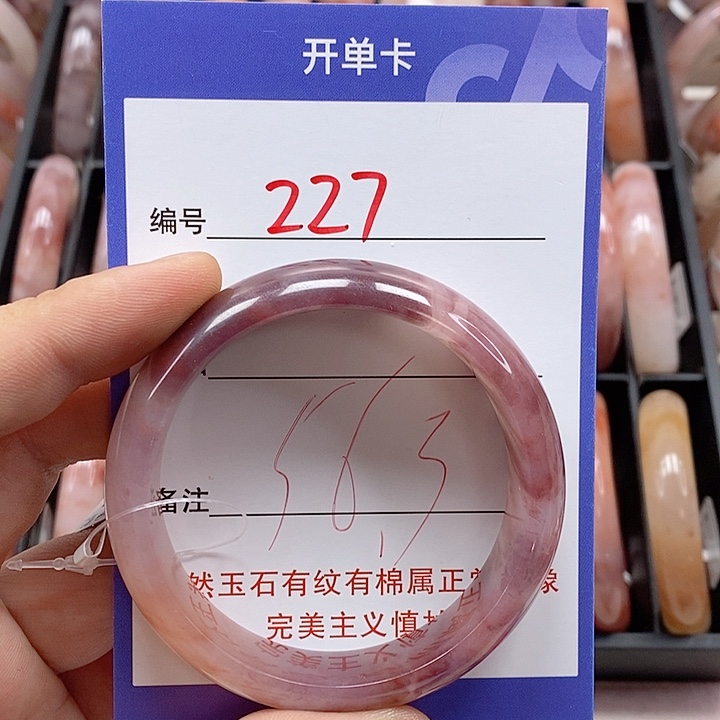 开单卡
编号 227
56.3
备注
然玉石有纹有棉属正常
完美主义慎